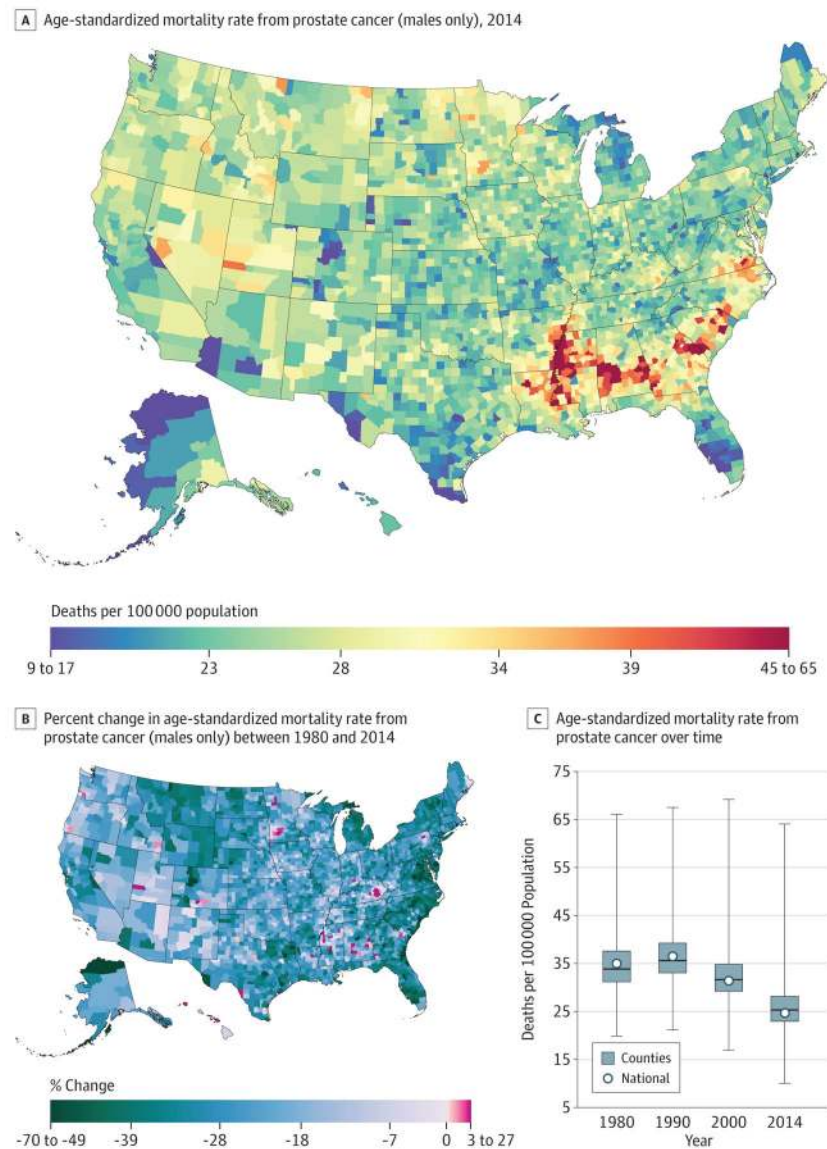 A Age-standardized mortality rate from prostate cancer (males only), 2014
Deaths per 100 000 population
9 to 17 23 28 34 39 45 to 65
B Percent change in age-standardized mortality rate from
prostate cancer (males only) between 1980 and 2014
% Change
-70 to -49 -39 -28 -18 -7 0 3 to 27
C Age-standardized mortality rate from
prostate cancer over time
Deaths per 100 000 Population
75
65
55
45
35
25
15
5
Counties
National
1980 1990 2000 2014
Year